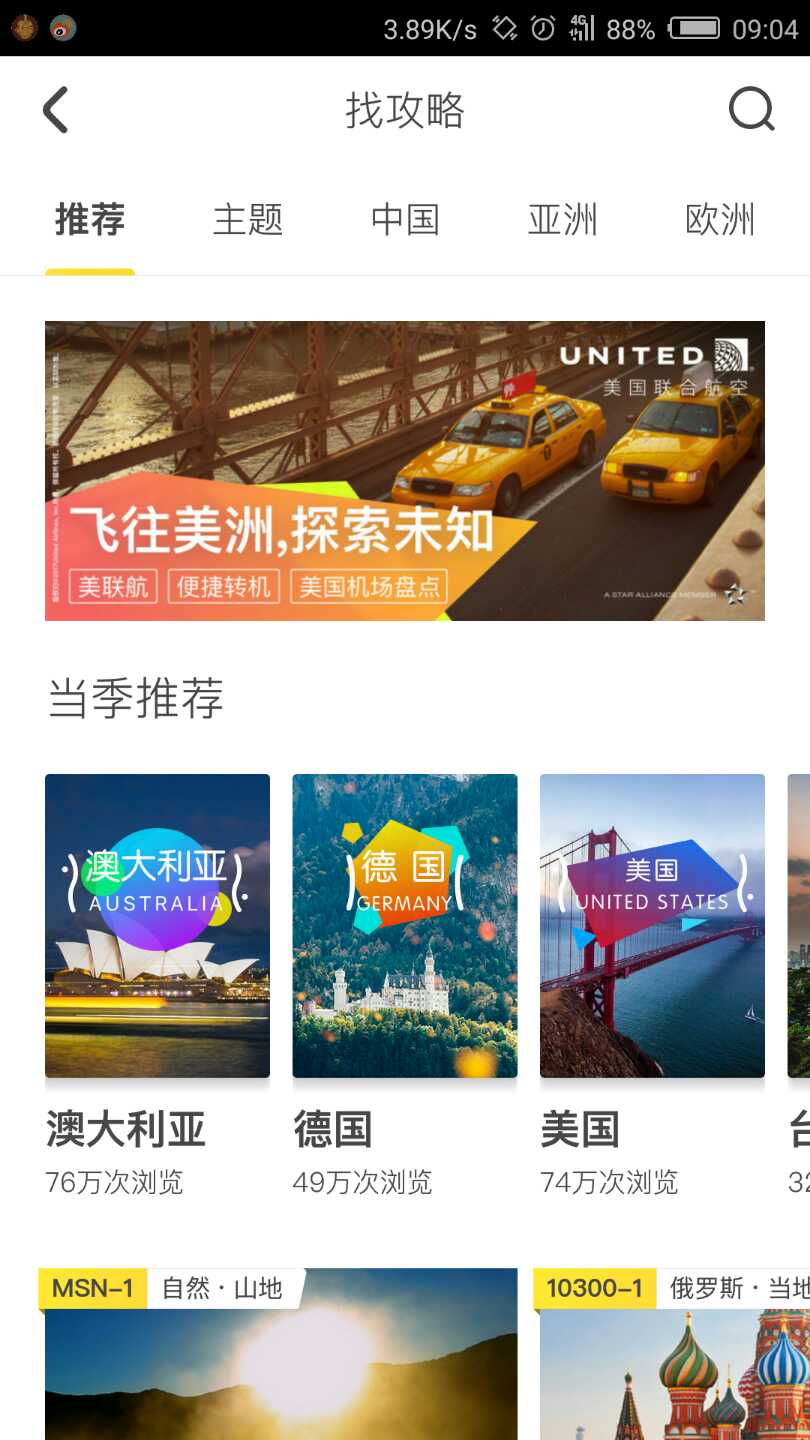 3.89K/s 4G 88% 09:04
找攻略
推荐 主题 中国 亚洲 欧洲
UNITED
美国联合航空
飞往美洲,探索未知
美联航 便捷转机 美国机场盘点
A STAR ALLIANCE MEMBER
当季推荐
澳大利亚
AUSTRALIA
德国
GERMANY
美国
UNITED STATES
澳大利亚 德国 美国
76万次浏览 49万次浏览 74万次浏览 32
MSN-1 自然·山地
10300-1 俄罗斯·当地